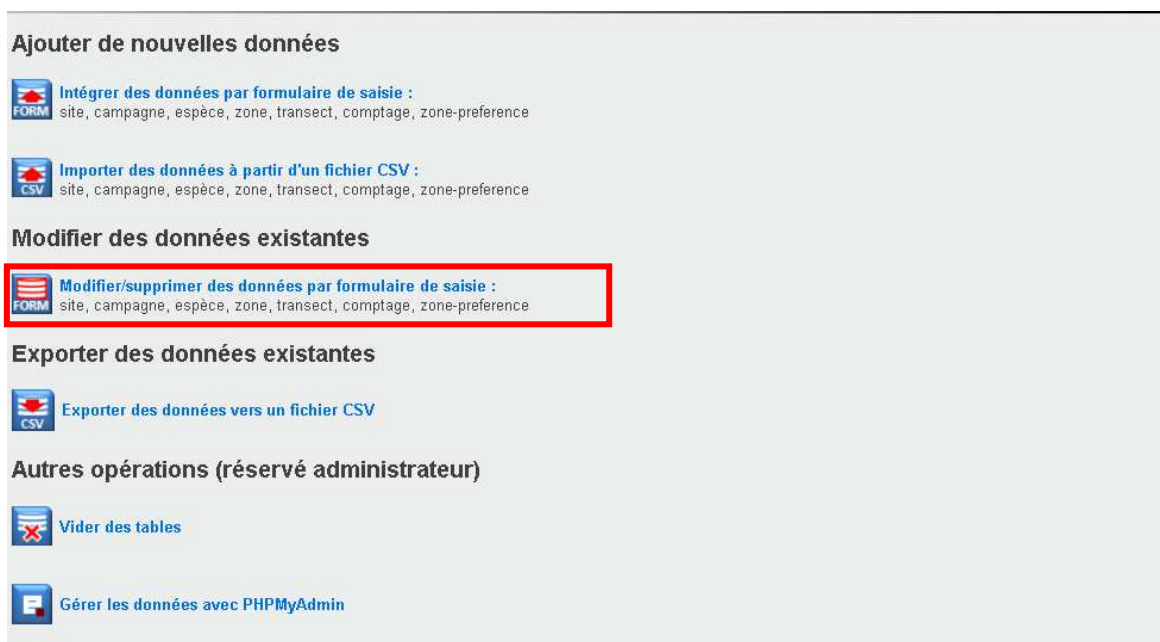 Ajouter de nouvelles données
Intégrer des données par formulaire de saisie :
FORM
site, campagne, espèce, zone, transect, comptage, zone-preference
Importer des données à partir d'un fichier CSV :
CSV
site, campagne, espèce, zone, transect, comptage, zone-preference
Modifier des données existantes
Modifier/supprimer des données par formulaire de saisie :
FORM
site, campagne, espèce, zone, transect, comptage, zone-preference
Exporter des données existantes
Exporter des données vers un fichier CSV
CSV
Autres opérations (réservé administrateur)
Vider des tables
Gérer les données avec PHPMyAdmin